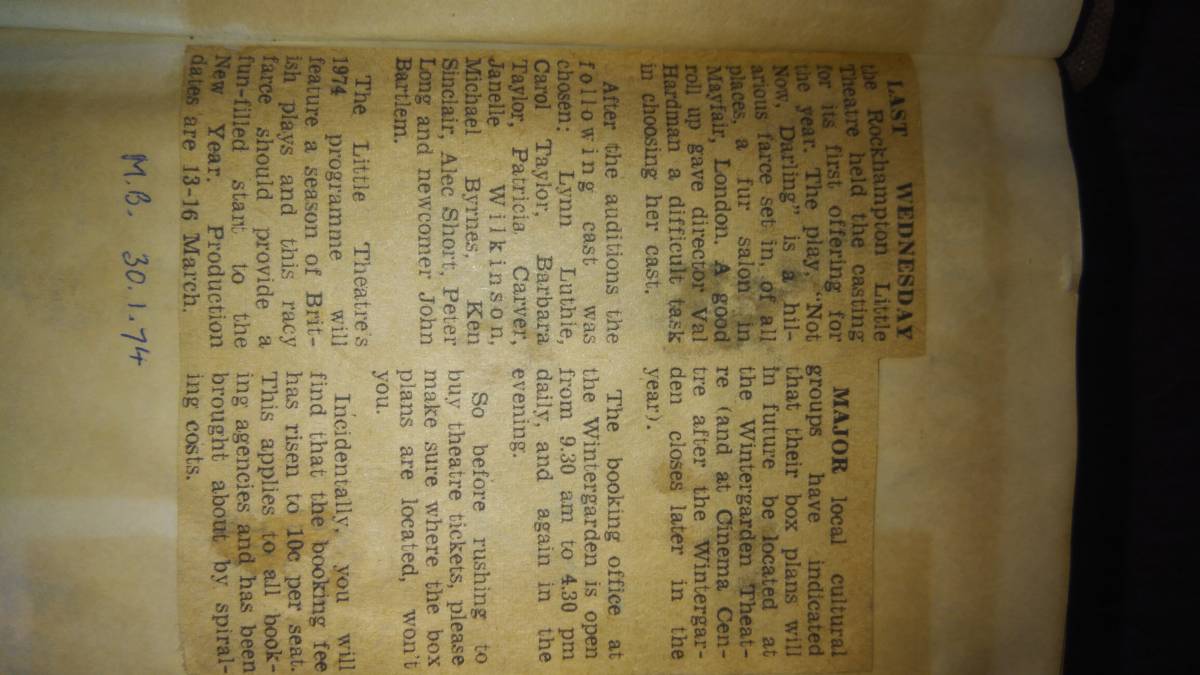 LAST WEDNESDAY
the Rockhampton Little
Theatre held the casting
for its first offering for
the year. The play, "Not
Now, Darling" is a hil-
arious farce set in, of all
places, a fur salon in
Mayfair, London. A good
roll up gave director Val
Hardman a difficult task
in choosing her cast.
After the auditions the
following cast was
chosen: Lynn Luthie,
Carol Taylor, Barbara
Taylor, Patricia Carver,
Janelle Wilkinson,
Michael Byrnes, Ken
Sinclair, Alec Short, Peter
Long and newcomer John
Bartlem.
The Little Theatre's
1974 programme will
feature a season of Brit-
ish plays and this racy
farce should provide a
fun-filled start to the
New Year. Production
dates are 13-16 March.
MAJOR local cultural
groups have indicated
that their box plans will
in future be located at
the Wintergarden Theat-
re (and at Cinema Cen-
tre after the Wintergar-
den closes later in the
year).
The booking office at
the Wintergarden is open
from 9.30 am to 4.30 pm
daily, and again in the
evening.
So before rushing to
buy theatre tickets, please
make sure where the box
plans are located, won't
you.
Incidentally, you will
find that the booking fee
has risen to 10c per seat.
This applies to all book-
ing agencies and has been
brought about by spiral-
ing costs.
M.B. 30.1.74